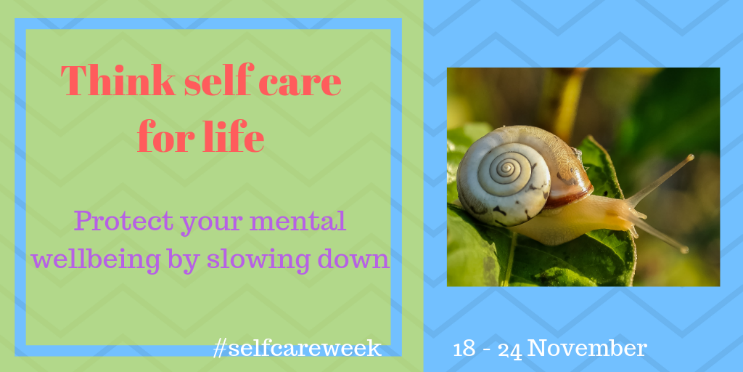 Think self care
for life
Protect your mental
wellbeing by slowing down
#selfcareweek
18 - 24 November